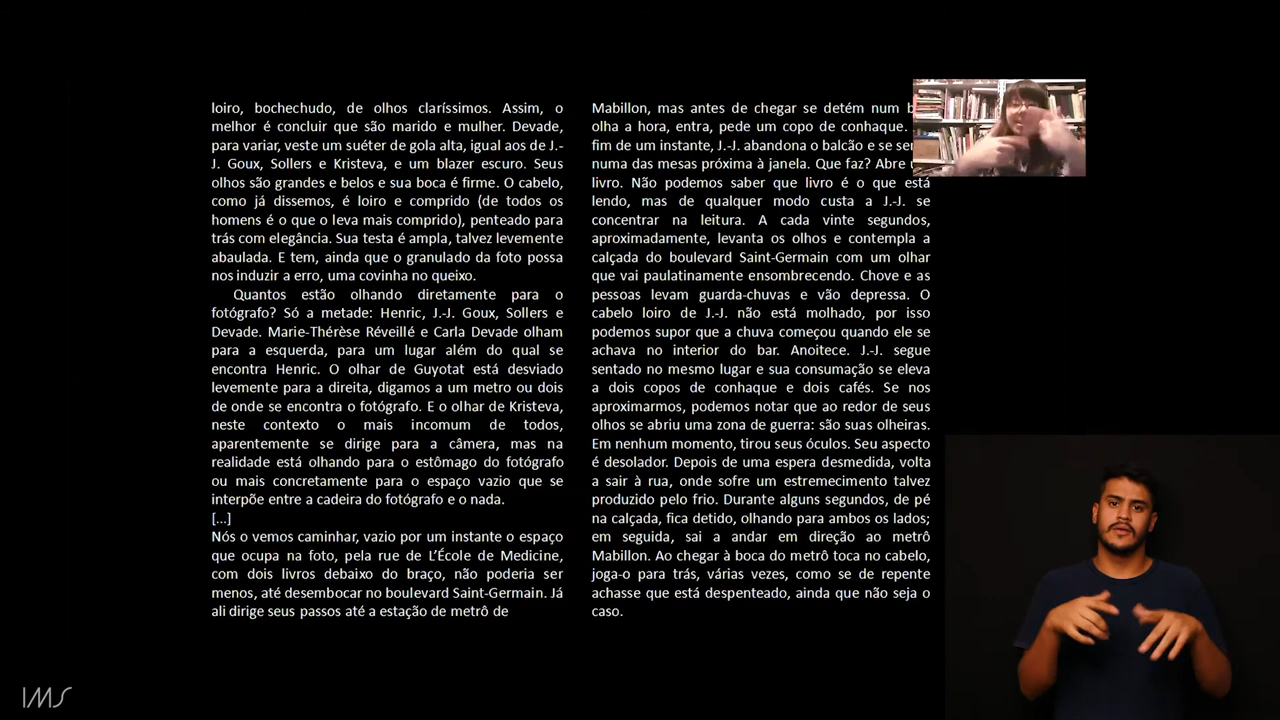 loiro, bochechudo, de olhos claríssimos. Assim, o
melhor é concluir que são marido e mulher. Devade,
para variar, veste um suéter de gola alta, igual aos de J.-
J. Goux, Sollers e Kristeva, e um blazer escuro. Seus
olhos são grandes e belos e sua boca é firme. O cabelo,
como já dissemos, é loiro e comprido (de todos os
homens é o que o leva mais comprido), penteado para
trás com elegância. Sua testa é ampla, talvez levemente
abaulada. E tem, ainda que o granulado da foto possa
nos induzir a erro, uma covinha no queixo.
Quantos estão olhando diretamente para o
fotógrafo? Só a metade: Henric, J.-J. Goux, Sollers e
Devade. Marie-Thérèse Réveillé e Carla Devade olham
para a esquerda, para um lugar além do qual se
encontra Henric. O olhar de Guyotat está desviado
levemente para a direita, digamos a um metro ou dois
de onde se encontra o fotógrafo. E o olhar de Kristeva,
neste contexto o mais incomum de todos,
aparentemente se dirige para a câmera, mas na
realidade está olhando para o estômago do fotógrafo
ou mais concretamente para o espaço vazio que se
interpõe entre a cadeira do fotógrafo e o nada.
[...]
Nós o vemos caminhar, vazio por um instante o espaço
que ocupa na foto, pela rue de L'École de Medicine,
com dois livros debaixo do braço, não poderia ser
menos, até desembocar no boulevard Saint-Germain. Já
ali dirige seus passos até a estação de metrô de
Mabillon, mas antes de chegar se detém num
olha a hora, entra, pede um copo de conhaque.
fim de um instante, J.-J. abandona o balcão e se
numa das mesas próxima à janela. Que faz? Abre
livro. Não podemos saber que livro é o que está
lendo, mas de qualquer modo custa a J.-J. se
concentrar na leitura. A cada vinte segundos,
aproximadamente, levanta os olhos e contempla a
calçada do boulevard Saint-Germain com um olhar
que vai paulatinamente ensombrecendo. Chove e as
pessoas levam guarda-chuvas e vão depressa. O
cabelo loiro de J.-J. não está molhado, por isso
podemos supor que a chuva começou quando ele se
achava no interior do bar. Anoitece. J.-J. segue
sentado no mesmo lugar e sua consumação se eleva
a dois copos de conhaque e dois cafés. Se nos
aproximarmos, podemos notar que ao redor de seus
olhos se abriu uma zona de guerra: são suas olheiras.
Em nenhum momento, tirou seus óculos. Seu aspecto
é desolador. Depois de uma espera desmedida, volta
a sair à rua, onde sofre um estremecimento talvez
produzido pelo frio. Durante alguns segundos, de pé
na calçada, fica detido, olhando para ambos os lados;
em seguida, sai a andar em direção ao metrô
Mabillon. Ao chegar à boca do metrô toca no cabelo,
joga-o para trás, várias vezes, como se de repente
achasse que está despenteado, ainda que não seja o
caso.
IMS